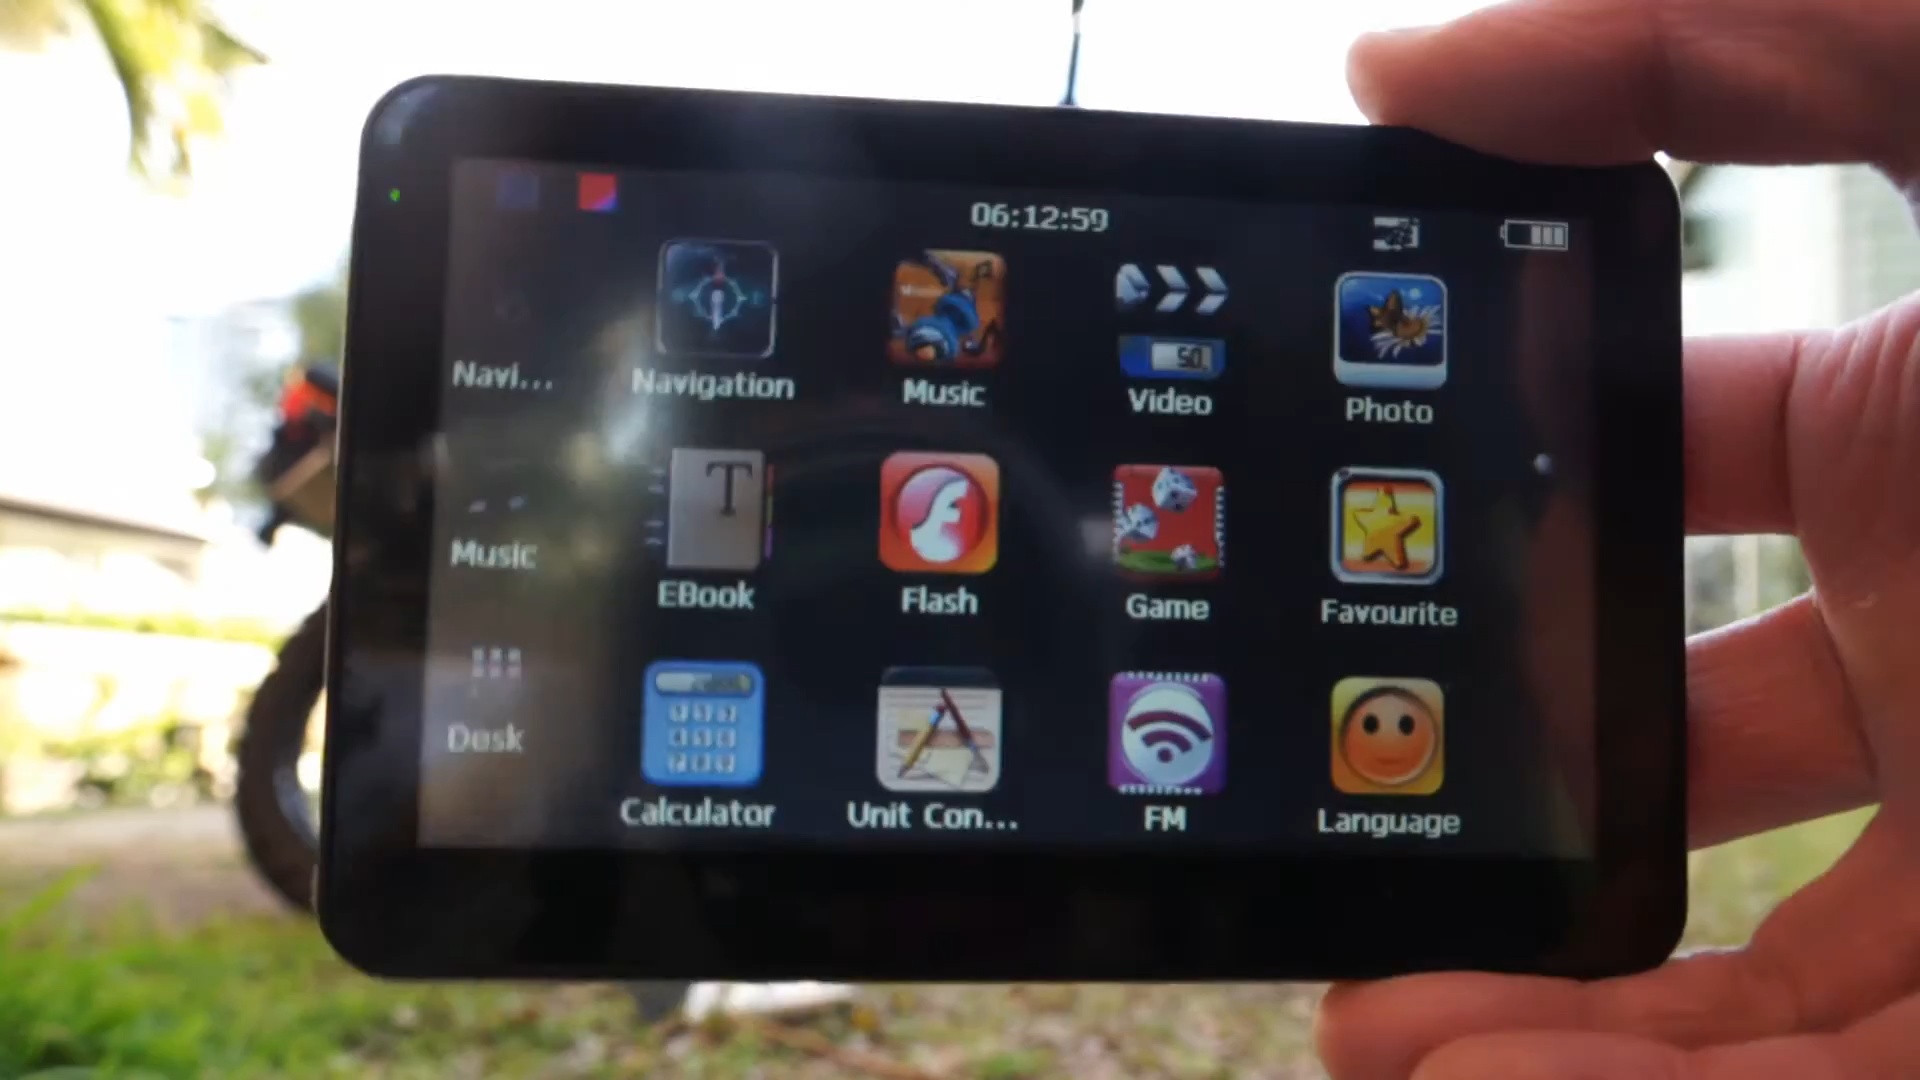 06:12:59
Navi...
Navigation
Music
Video
Photo
Music
EBook
Flash
Game
Favourite
Desk
Calculator
Unit Con...
FM
Language
T
50